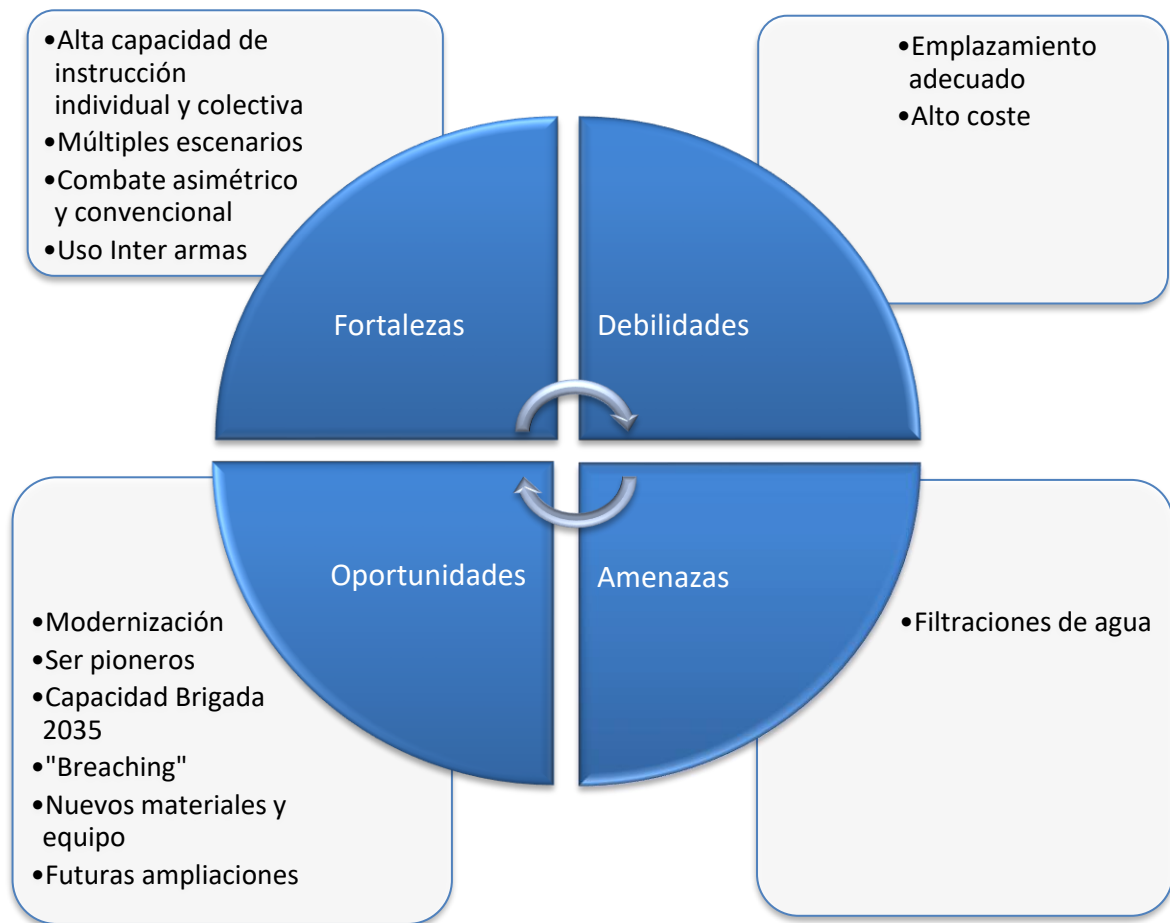 •Alta capacidad de
instrucción
individual y colectiva
•Múltiples escenarios
•Combate asimétrico
y convencional
•Uso Inter armas
•Emplazamiento
adecuado
•Alto coste
Fortalezas
Debilidades
Oportunidades
Amenazas
•Modernización
•Ser pioneros
•Capacidad Brigada
2035
•"Breaching"
•Nuevos materiales y
equipo
•Futuras ampliaciones
•Filtraciones de agua